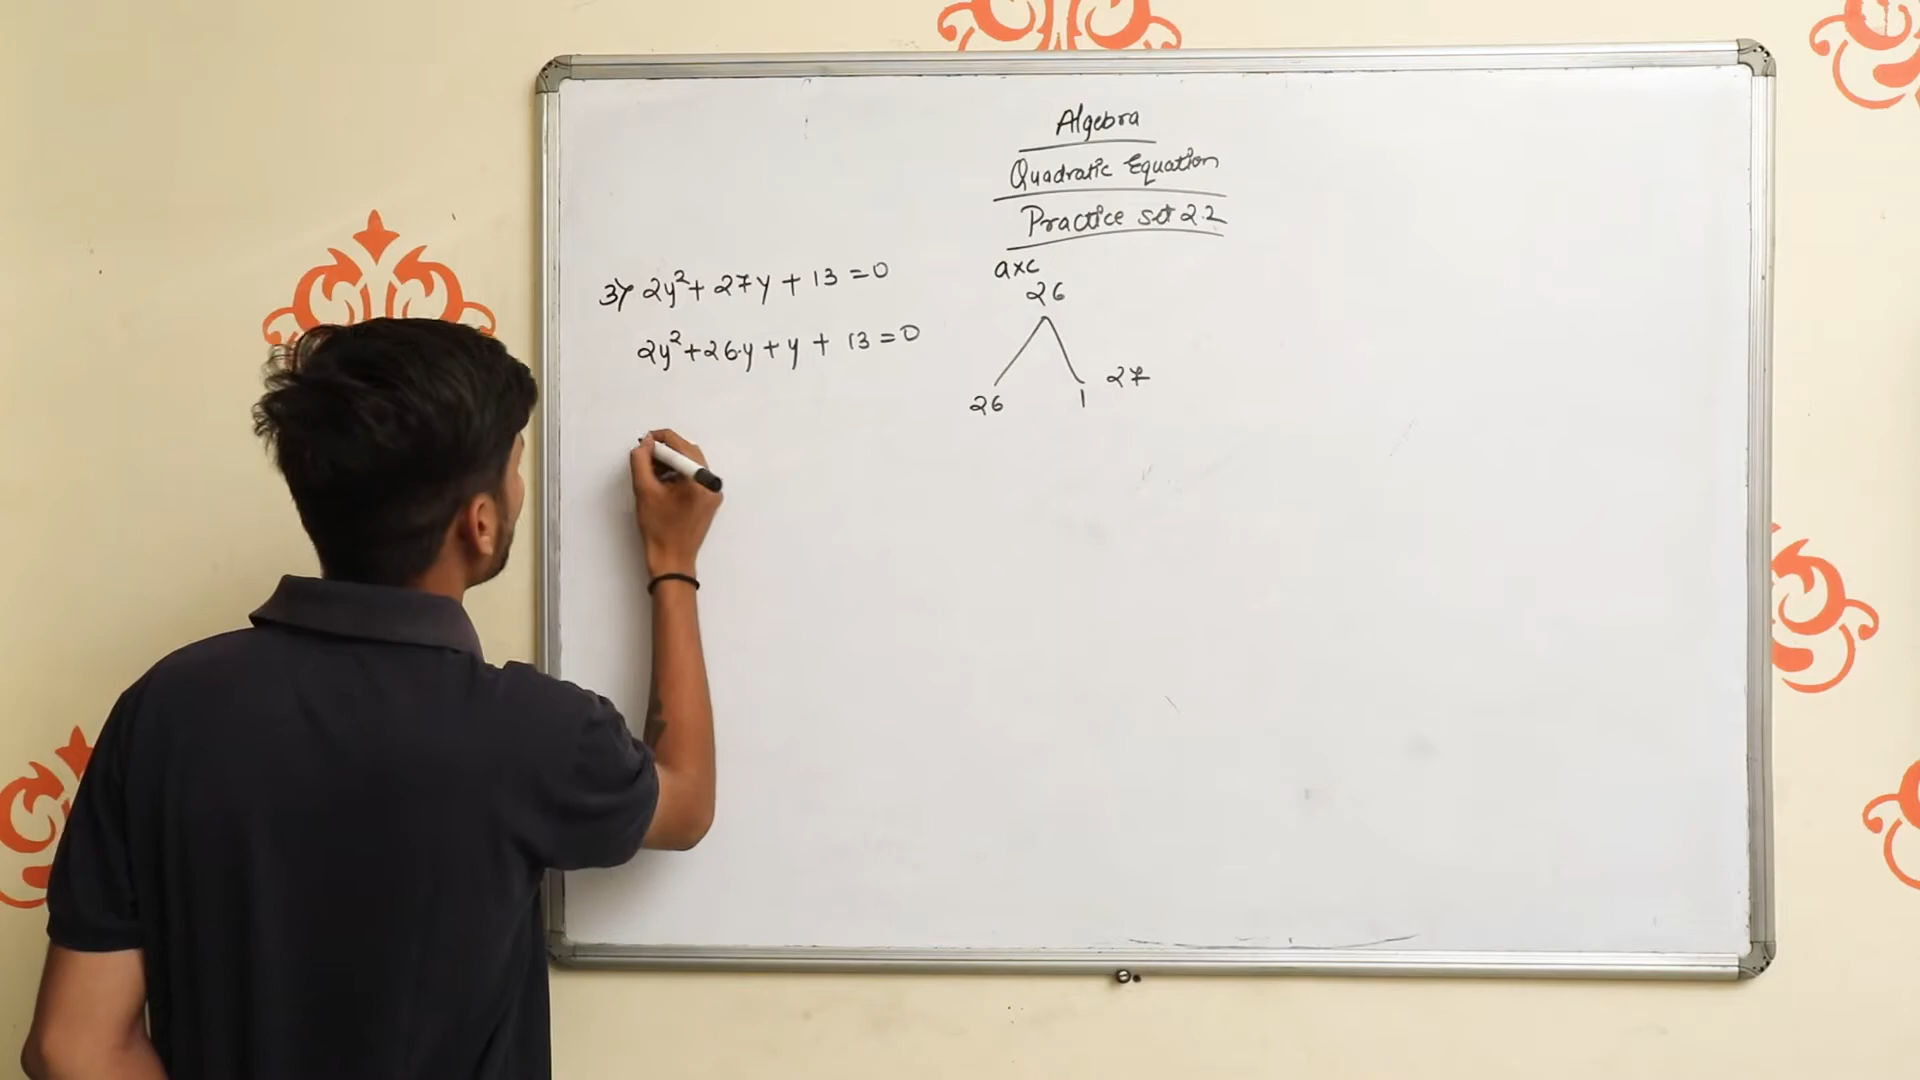 Algebra
Quadratic Equation
Practice set 2.2
3) 2y²+ 27y + 13 = 0
2y²+26y + y + 13 = 0
a×c
26
26 1 27